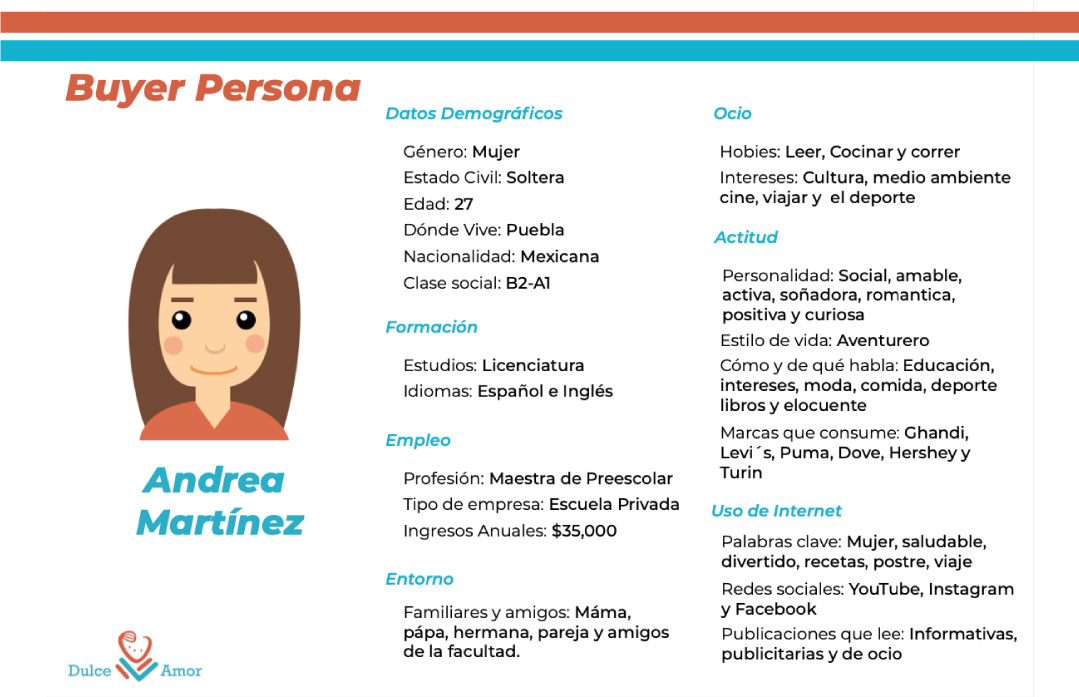 Buyer Persona
Andrea
Martínez
Dulce Amor
Datos Demográficos
Género: Mujer
Estado Civil: Soltera
Edad: 27
Dónde Vive: Puebla
Nacionalidad: Mexicana
Clase social: B2-A1
Formación
Estudios: Licenciatura
Idiomas: Español e Inglés
Empleo
Profesión: Maestra de Preescolar
Tipo de empresa: Escuela Privada
Ingresos Anuales: $35,000
Entorno
Familiares y amigos: Máma,
pápa, hermana, pareja y amigos
de la facultad.
Ocio
Hobies: Leer, Cocinar y correr
Intereses: Cultura, medio ambiente
cine, viajar y el deporte
Actitud
Personalidad: Social, amable,
activa, soñadora, romantica,
positiva y curiosa
Estilo de vida: Aventurero
Cómo y de qué habla: Educación,
intereses, moda, comida, deporte
libros y elocuente
Marcas que consume: Ghandi,
Levi´s, Puma, Dove, Hershey y
Turin
Uso de Internet
Palabras clave: Mujer, saludable,
divertido, recetas, postre, viaje
Redes sociales: YouTube, Instagram
y Facebook
Publicaciones que lee: Informativas,
publicitarias y de ocio